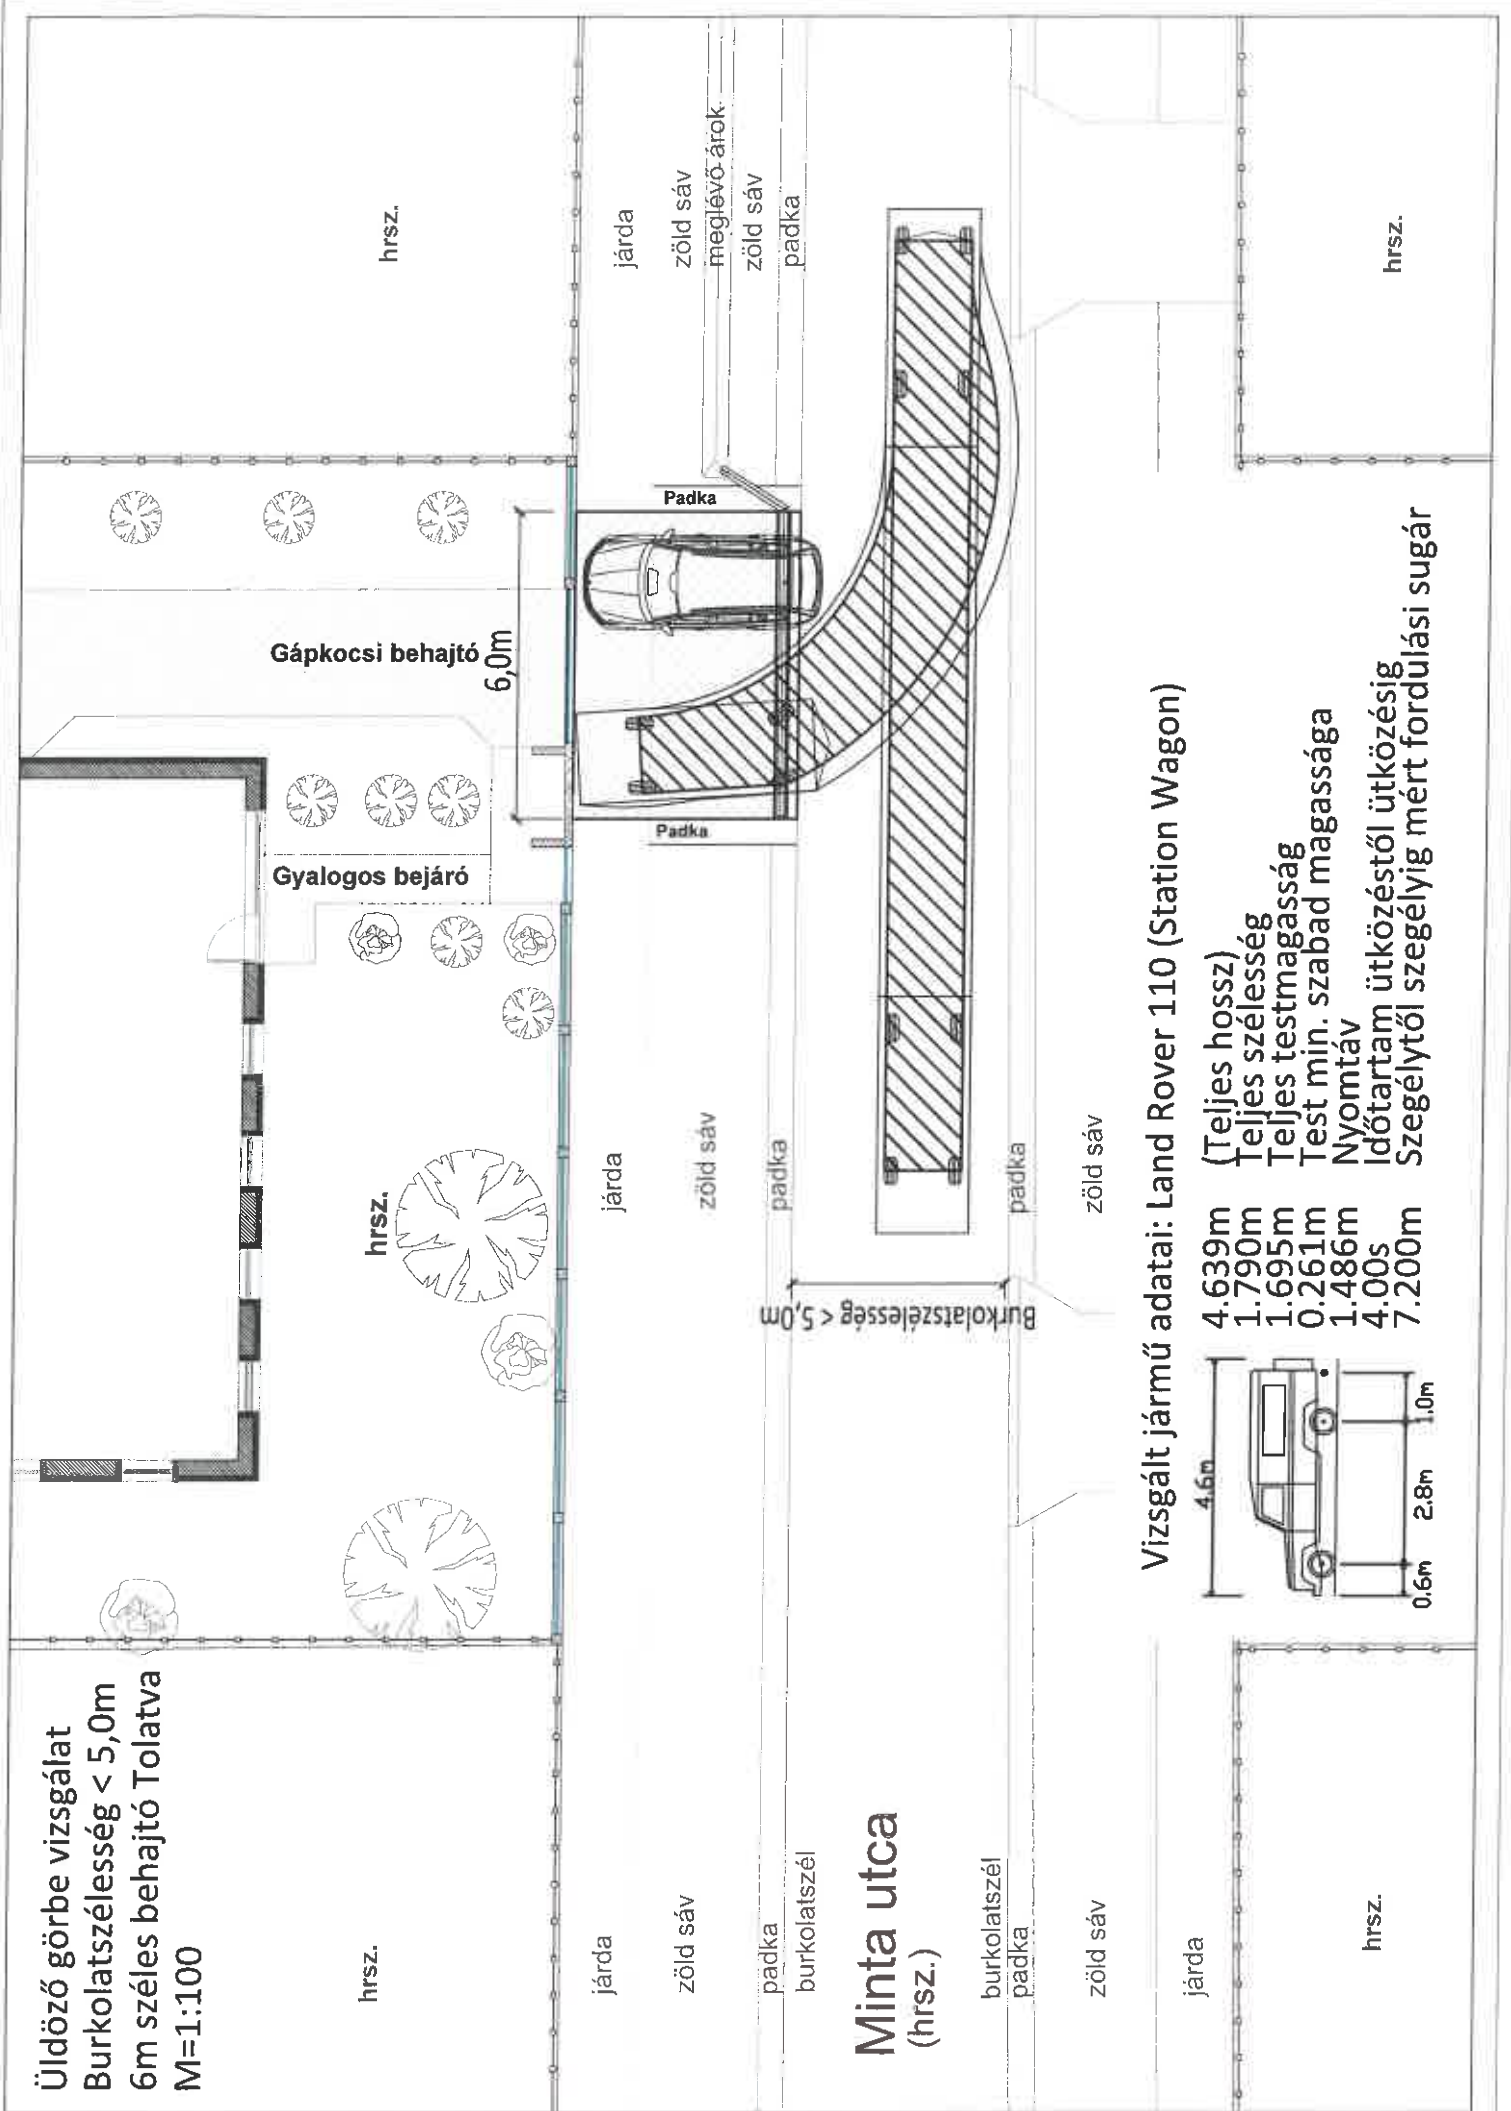 Üldöző görbe vizsgálat
Burkolatszélesség < 5,0m
6m széles behajtó Tolatva
M=1:100
hrsz.
hrsz.
hrsz.
Gyalogos bejáró
Gápkocsi behajtó
6,0m
Padka
Padka
járda
zöld sáv
padka
burkolatszél
járda
zöld sáv
padka
járda
zöld sáv
meglévő árok
zöld sáv
padka
Minta utca
(hrsz.)
Burkolatszélesség < 5,0m
burkolatszél
padka
zöld sáv
járda
padka
zöld sáv
hrsz.
hrsz.
Vizsgált jármű adatai: Land Rover 110 (Station Wagon)
4.6m
0.6m
2.8m
1.0m
4.639m (Teljes hossz)
1.790m Teljes szélesség
1.695m Teljes testmagasság
0.261m Test min. szabad magassága
1.486m Nyomtáv
4.00s Időtartam ütközéstől ütközésig
7.200m Szegélytől szegélyig mért fordulási sugár